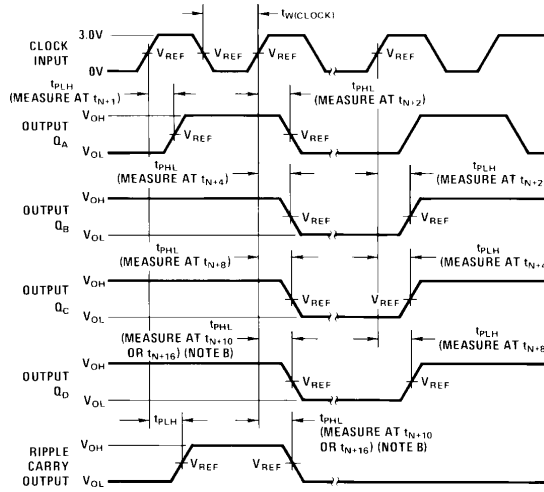 tW(CLOCK)
3.0V
CLOCK INPUT
VREF VREF VREF VREF
0V
tPLH (MEASURE AT tN+1)
tPHL (MEASURE AT tN+2)
VOH
OUTPUT QA
VREF VREF
VOL
tPHL (MEASURE AT tN+4)
tPLH (MEASURE AT tN+2
VOH
OUTPUT QB
VREF VREF
VOL
tPHL (MEASURE AT tN+8)
tPLH (MEASURE AT tN+4
VOH
OUTPUT QC
VREF VREF
VOL
tPHL (MEASURE AT tN+10 OR tN+16) (NOTE B)
tPLH (MEASURE AT tN+8
VOH
OUTPUT QD
VREF VREF
VOL
tPLH
tPHL (MEASURE AT tN+10 OR tN+16) (NOTE B)
VOH
RIPPLE CARRY OUTPUT
VREF VREF
VOL